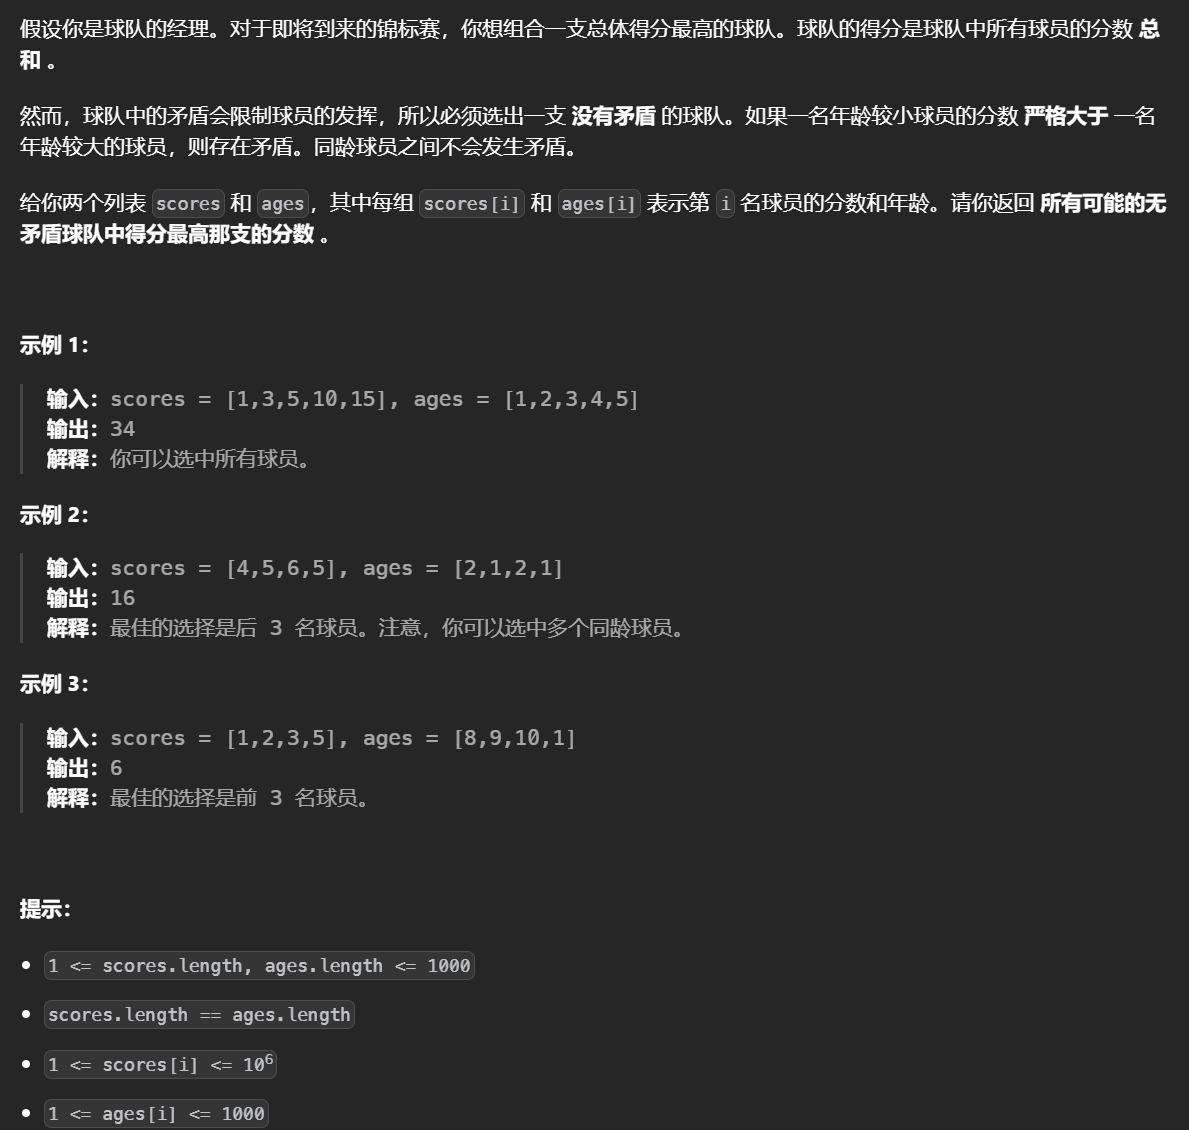 假设你是球队的经理。对于即将到来的锦标赛，你想组合一支总体得分最高的球队。球队的得分是球队中所有球员的分数 总
和 。
然而，球队中的矛盾会限制球员的发挥，所以必须选出一支 没有矛盾 的球队。如果一名年龄较小球员的分数 严格大于 一名
年龄较大的球员，则存在矛盾。同龄球员之间不会发生矛盾。
给你两个列表 scores 和 ages，其中每组 scores[i] 和 ages[i] 表示第 i 名球员的分数和年龄。请你返回 所有可能的无
矛盾球队中得分最高那支的分数 。
示例 1：
输入：scores = [1,3,5,10,15], ages = [1,2,3,4,5]
输出：34
解释：你可以选中所有球员。
示例 2：
输入：scores = [4,5,6,5], ages = [2,1,2,1]
输出：16
解释：最佳的选择是后 3 名球员。注意，你可以选中多个同龄球员。
示例 3：
输入：scores = [1,2,3,5], ages = [8,9,10,1]
输出：6
解释：最佳的选择是前 3 名球员。
提示：
1 <= scores.length, ages.length <= 1000
scores.length == ages.length
1 <= scores[i] <= 10⁶
1 <= ages[i] <= 1000